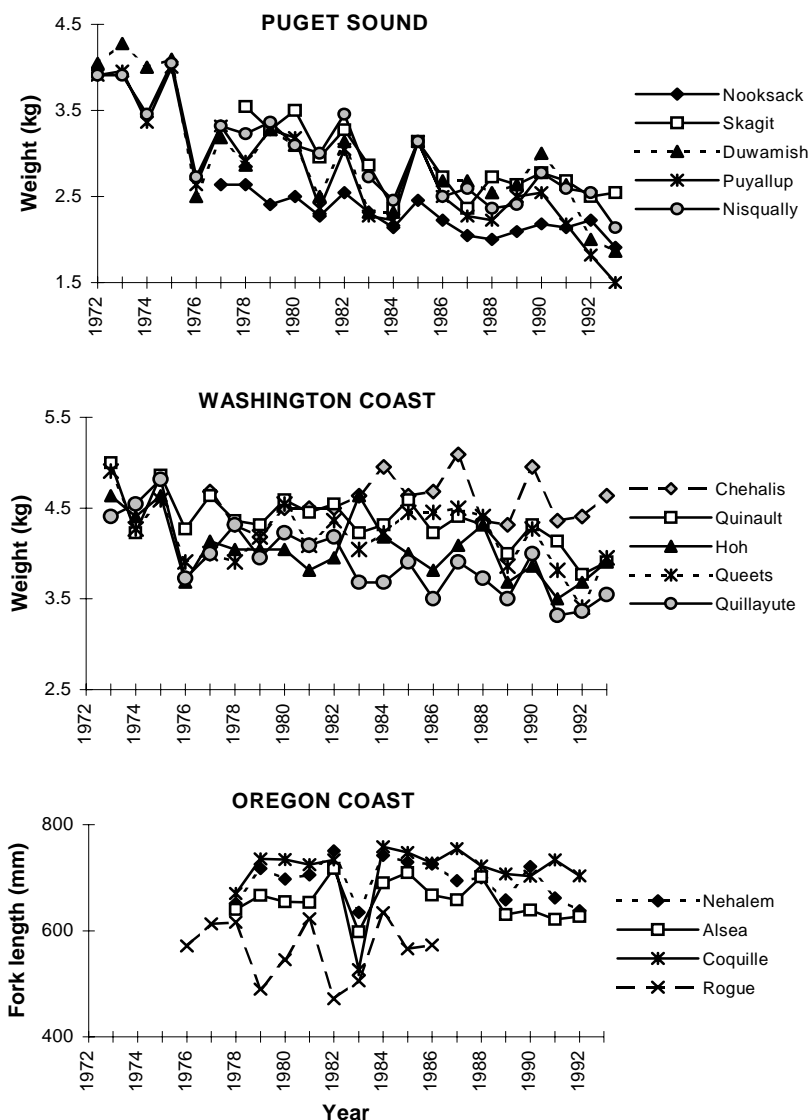 PUGET SOUND
4.5
3.5
2.5
1.5
Weight (kg)
1972
1974
1976
1978
1980
1982
1984
1986
1988
1990
1992
Nooksack
Skagit
Duwamish
Puyallup
Nisqually
WASHINGTON COAST
5.5
4.5
3.5
2.5
Weight (kg)
1972
1974
1976
1978
1980
1982
1984
1986
1988
1990
1992
Chehalis
Quinault
Hoh
Queets
Quillayute
OREGON COAST
800
600
400
Fork length (mm)
1972
1974
1976
1978
1980
1982
1984
1986
1988
1990
1992
Nehalem
Alsea
Coquille
Rogue
Year